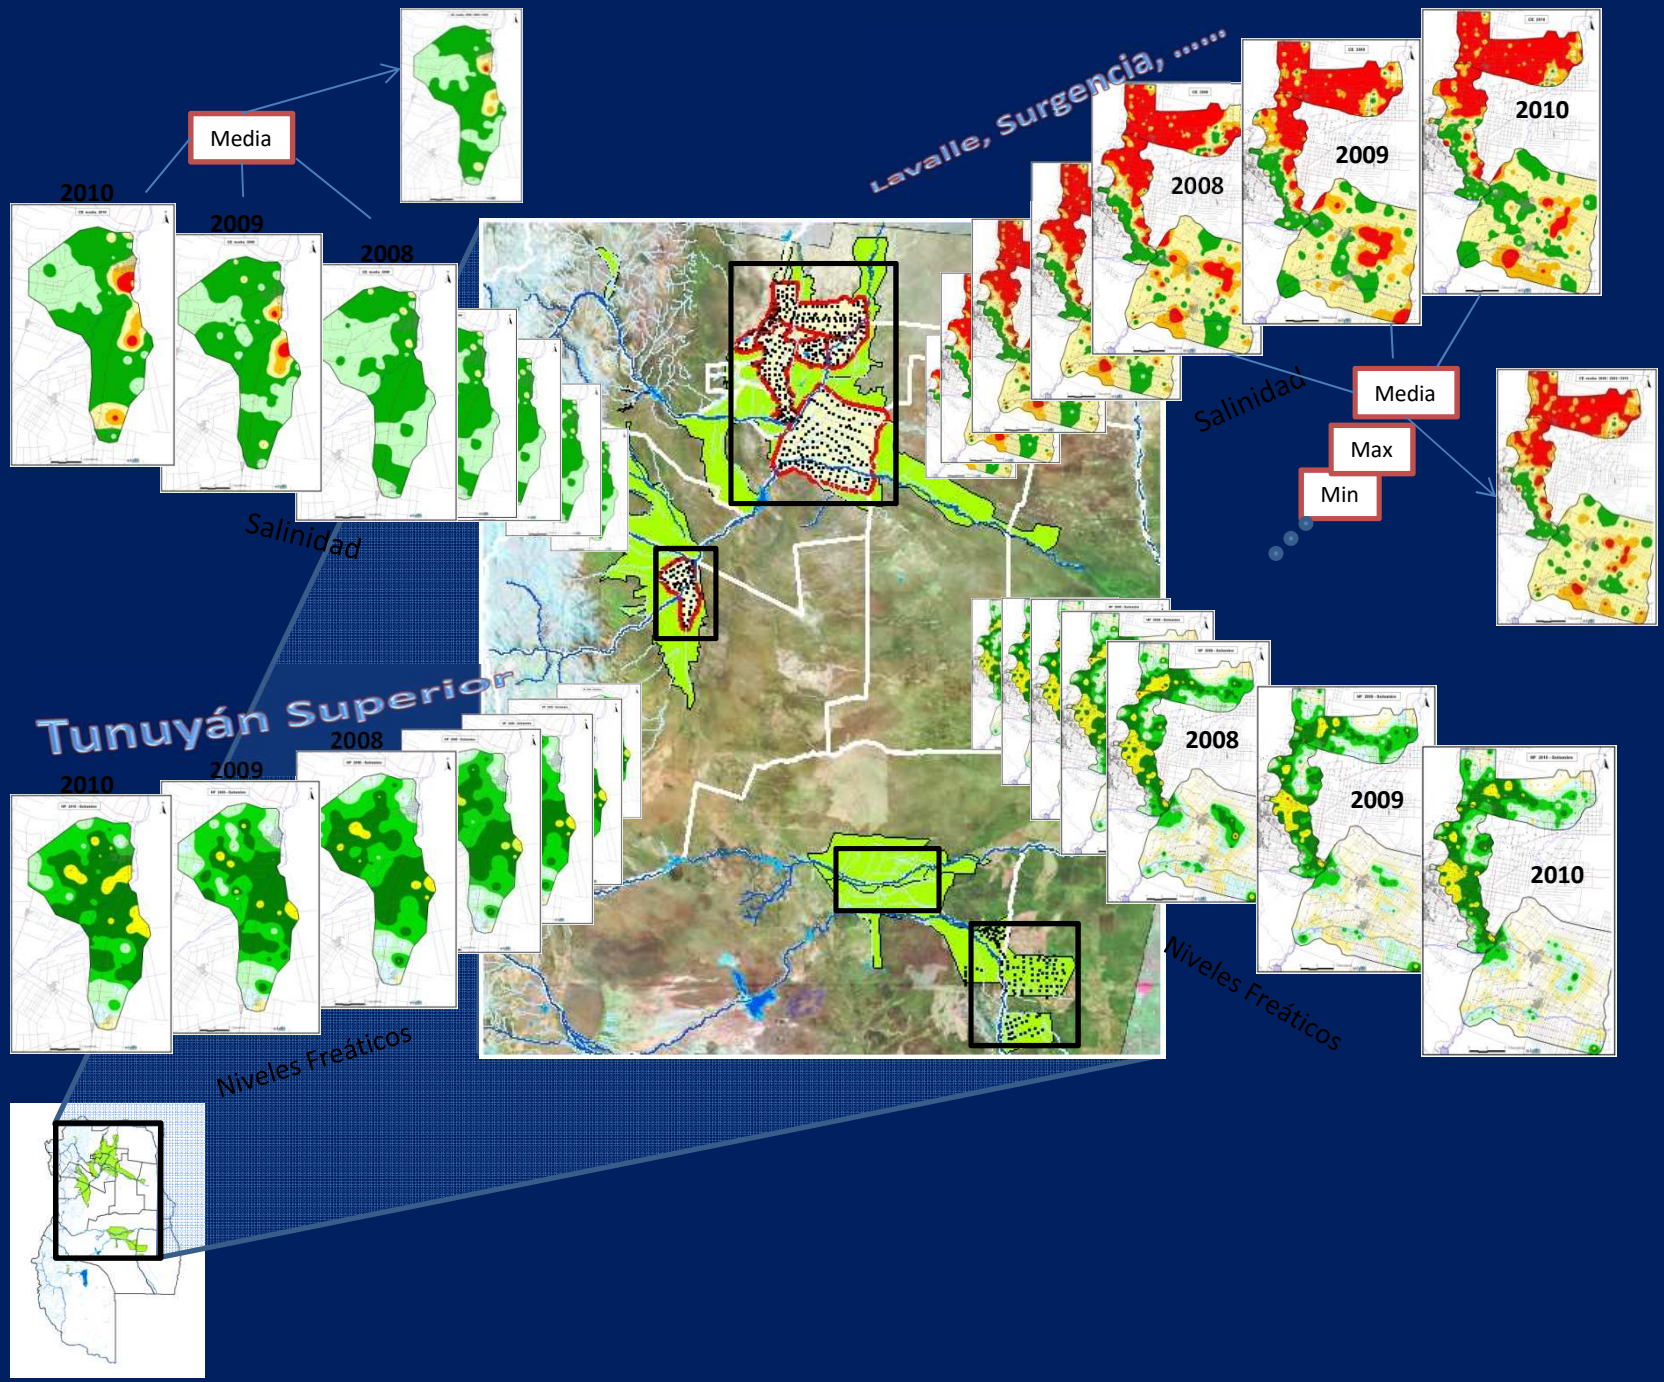 Media
2010
2009
2008
Salinidad
Lavalle, Surgencia, ......
2008
2009
2010
Salinidad
Media
Max
Min
Tunuyán Superior
2010
2009
2008
Niveles Freáticos
2008
2009
2010
Niveles Freáticos